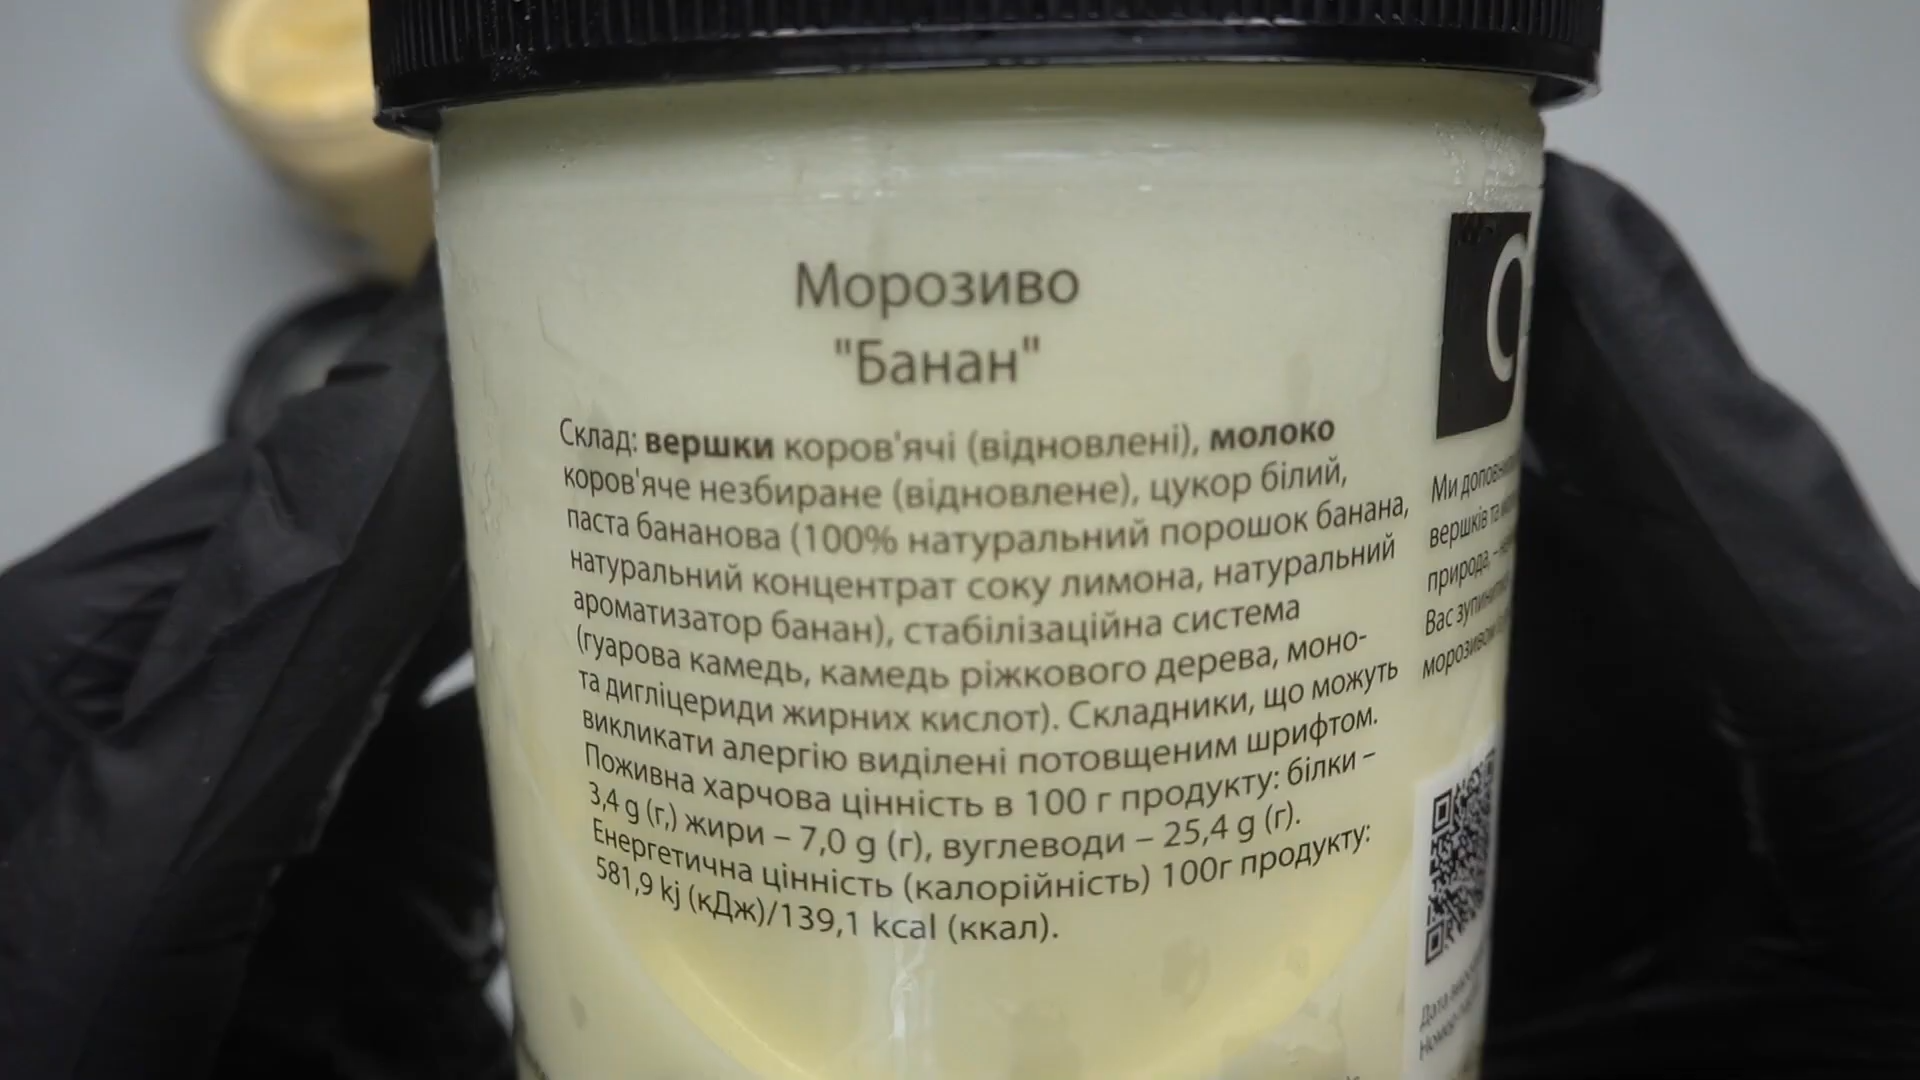 Морозиво
"Банан"
Склад: вершки коров'ячі (відновлені), молоко
коров'яче незбиране (відновлене), цукор білий,
паста бананова (100% натуральний порошок банана,
натуральний концентрат соку лимона, натуральний
ароматизатор банан), стабілізаційна система
(гуарова камедь, камедь ріжкового дерева, моно-
та дигліцериди жирних кислот). Складники, що можуть
викликати алергію виділені потовщеним шрифтом.
Поживна харчова цінність в 100 г продукту: білки –
3,4 g (г,) жири – 7,0 g (г), вуглеводи – 25,4 g (г).
Енергетична цінність (калорійність) 100г продукту:
581,9 kj (кДж)/139,1 kcal (ккал).
Ми
вершків та
природа, –
Вас
Дата